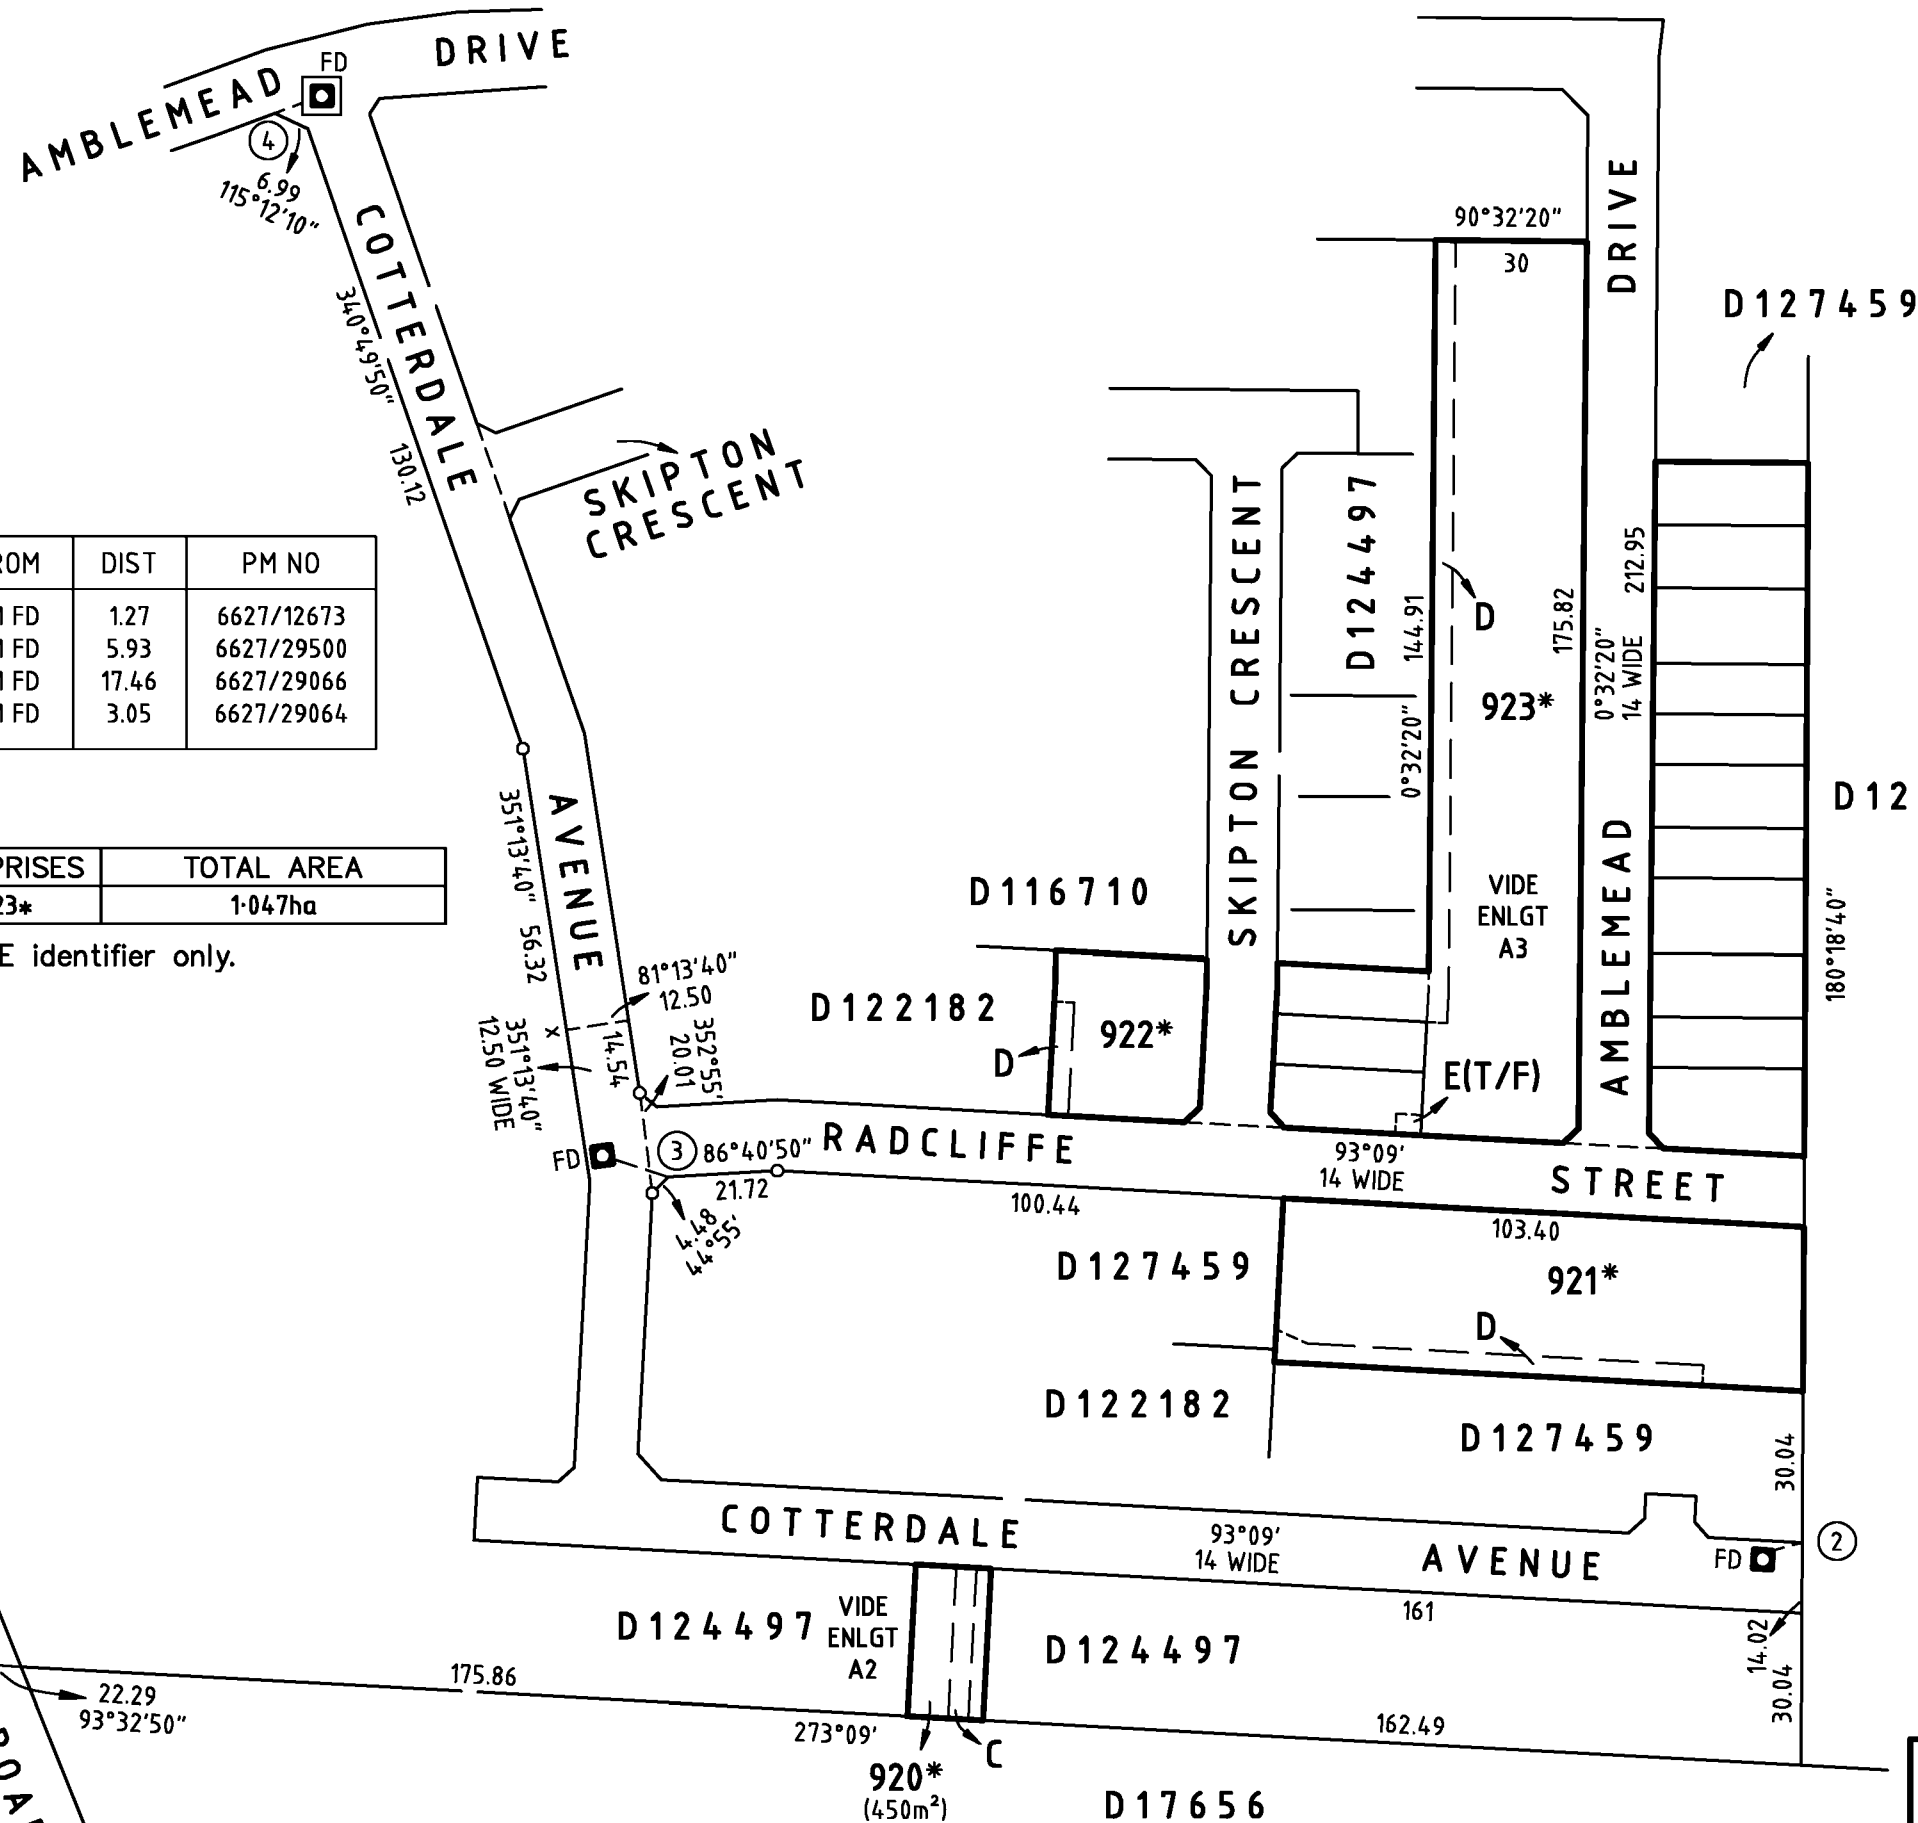 AMBLEMEAD DRIVE
FD
4
6.99
115°12'10"
COTTERDALE
340°49'50"
130.12
SKIPTON
CRESCENT
DIST PM NO
FD 1.27 6627/12673
FD 5.93 6627/29500
FD 17.46 6627/29066
FD 3.05 6627/29064
TOTAL AREA
23* 1·047ha
identifier only.
AVENUE
351°13'40" 56.32
81°13'40"
12.50
x
351°13'40"
12.50 WIDE
14.54
352°55'
20.01
FD
3
86°40'50"
21.72
4.48
44°55'
RADCLIFFE
STREET
93°09'
14 WIDE
100.44
103.40
D116710
D122182
922*
D
SKIPTON CRESCENT
D124497
144.91
0°32'20"
90°32'20"
30
D
923*
175.82
VIDE
ENLGT
A3
E(T/F)
AMBLEMEAD DRIVE
0°32'20" 212.95
14 WIDE
D127459
D12
180°18'40"
D127459
921*
D
D122182
D127459
30.04
COTTERDALE
93°09'
14 WIDE
AVENUE
FD
2
161
14.02
30.04
D124497
VIDE
ENLGT
A2
D124497
175.86
22.29
93°32'50"
273°09'
162.49
920*
(450m²)
C
D17656